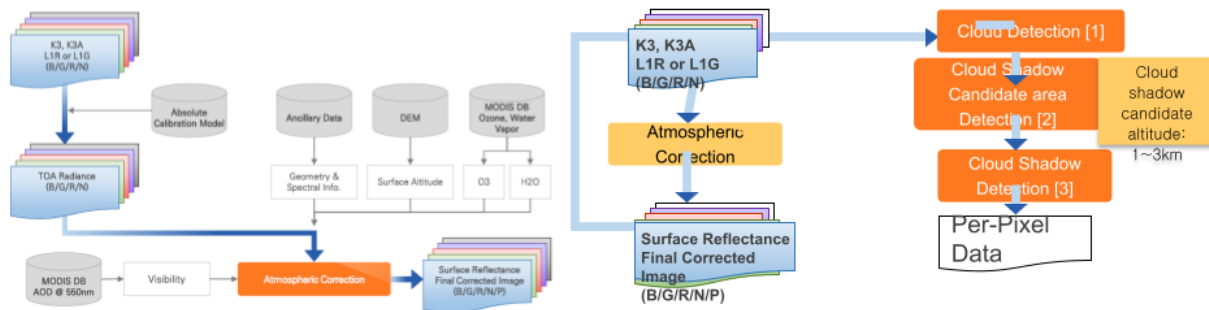 K3, K3A
L1R or L1G
(B/G/R/N)
Absolute
Calibration Model
Ancillary Data
DEM
MODIS DB
Ozone, Water
Vapor
TOA Radiance
(B/G/R/N)
Geometry &
Spectral Info.
Surface Altitude
O3
H2O
MODIS DB
AOD @ 550nm
Visibility
Atmospheric Correction
Surface Reflectance
Final Corrected Image
(B/G/R/N/P)
K3, K3A
L1R or L1G
(B/G/R/N)
Atmospheric
Correction
Surface Reflectance
Final Corrected
Image
(B/G/R/N/P)
Cloud Detection [1]
Cloud Shadow
Candidate area
Detection [2]
Cloud
shadow
candidate
altitude:
1~3km
Cloud Shadow
Detection [3]
Per-Pixel
Data